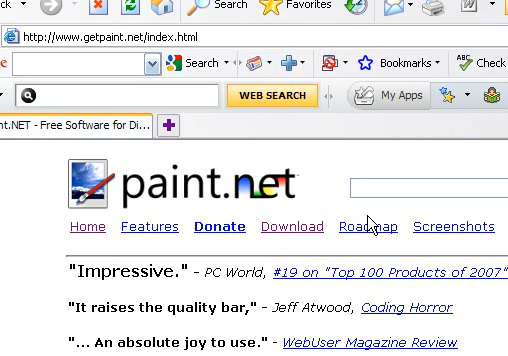 ck Search Favorites
http://www.getpaint.net/index.html
e Search Bookmarks ABC Check
WEB SEARCH My Apps
nt.NET - Free Software for Di...
paint.net
Home Features Donate Download Roadmap Screenshots
"Impressive." - PC World, #19 on "Top 100 Products of 2007"
"It raises the quality bar," - Jeff Atwood, Coding Horror
"... An absolute joy to use." - WebUser Magazine Review